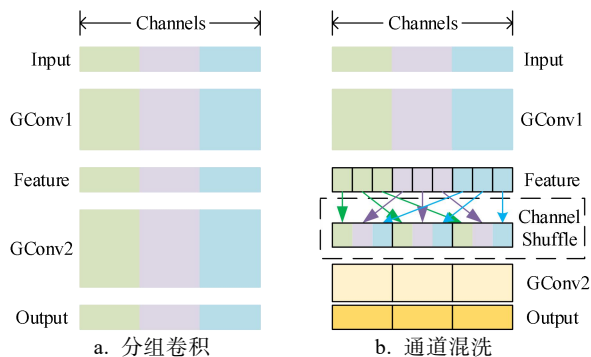 Channels
Input
GConv1
Feature
GConv2
Output
a. 分组卷积
Channels
Input
GConv1
Feature
Channel
Shuffle
GConv2
Output
b. 通道混洗